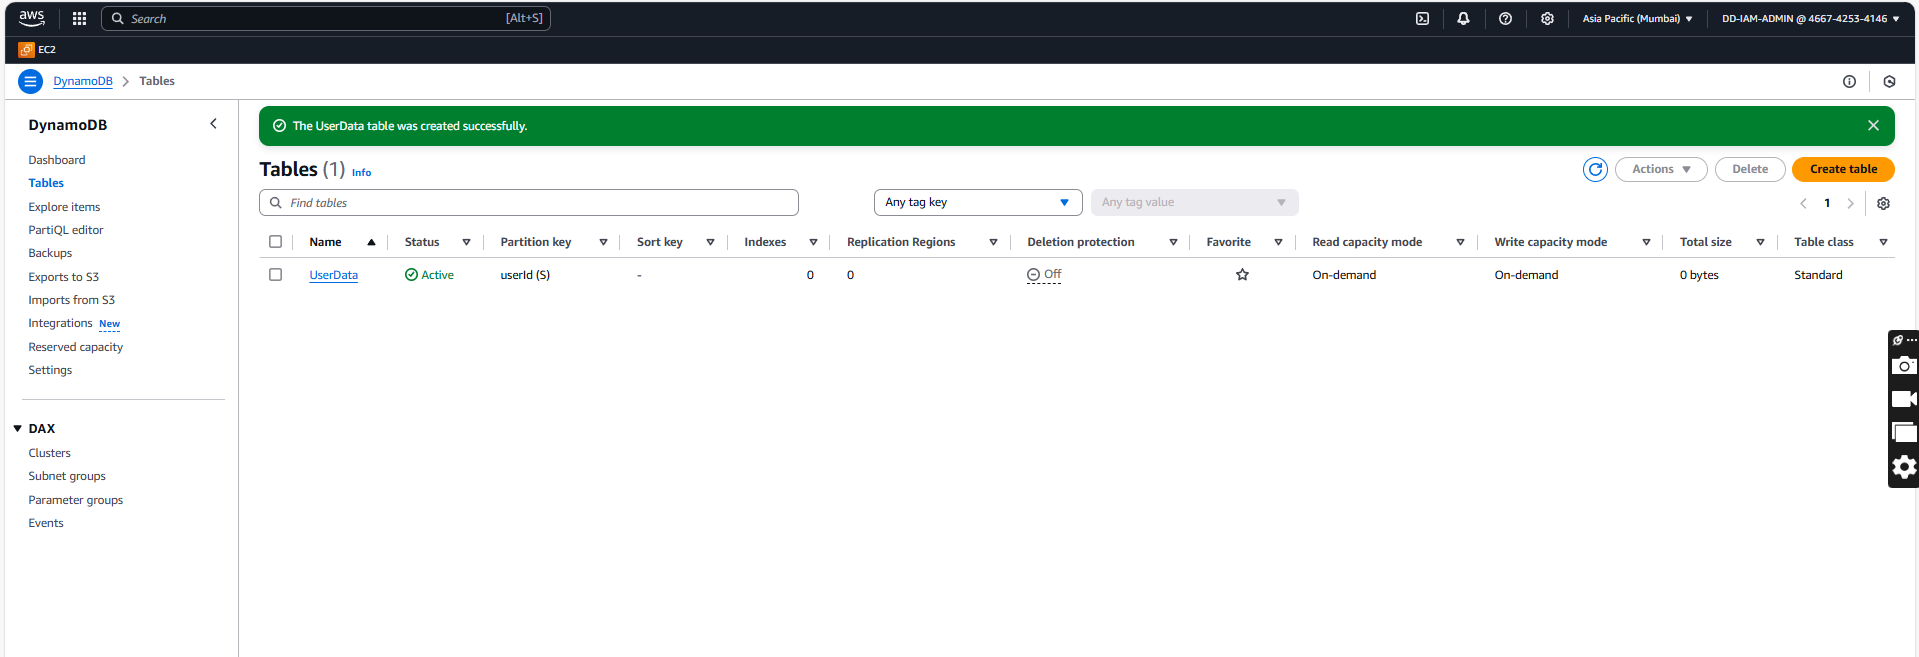 aws Search [Alt+S] Asia Pacific (Mumbai) DD-IAM-ADMIN @ 4667-4253-4146
EC2
DynamoDB Tables
DynamoDB
Dashboard
Tables
Explore items
PartiQL editor
Backups
Exports to S3
Imports from S3
Integrations New
Reserved capacity
Settings
DAX
Clusters
Subnet groups
Parameter groups
Events
The UserData table was created successfully.
Tables (1) Info Actions Delete Create table
Find tables Any tag key Any tag value 1
Name Status Partition key Sort key Indexes Replication Regions Deletion protection Favorite Read capacity mode Write capacity mode Total size Table class
UserData Active userId (S) - 0 0 Off On-demand On-demand 0 bytes Standard